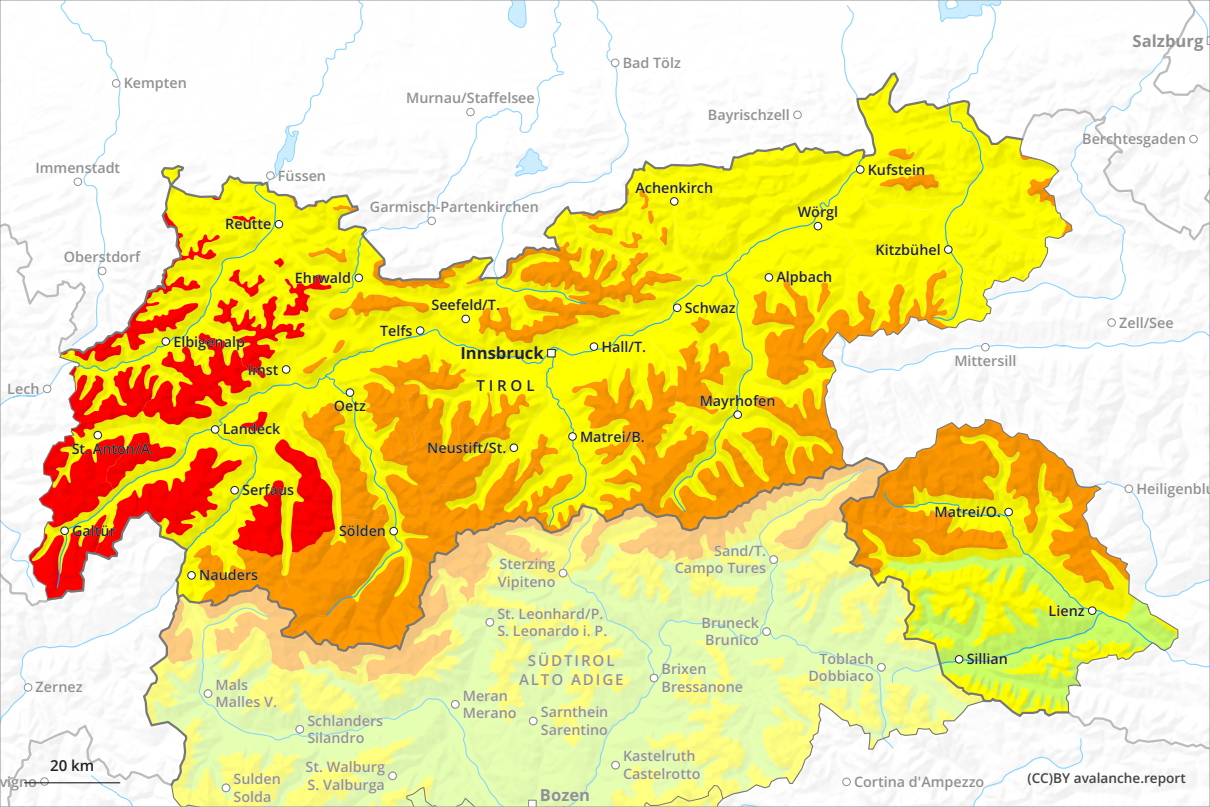 Salzburg
Kempten
Bad Tölz
Murnau/Staffelsee
Bayrischzell
Berchtesgaden
Immenstadt
Füssen
Kufstein
Achenkirch
Garmisch-Partenkirchen
Wörgl
Reutte
Kitzbühel
Oberstdorf
Ehrwald
Alpbach
Seefeld/T.
Schwaz
Zell/See
Telfs
Elbigenalp
Innsbruck
Hall/T.
Mittersill
Imst
TIROL
Lech
Oetz
Mayrhofen
Landeck
Matrei/B.
St. Anton/A.
Neustift/St.
Serfaus
Heiligenblu
Matrei/O.
Galtür
Sölden
Sterzing
Vipiteno
Sand/T.
Campo Tures
Nauders
Lienz
St. Leonhard/P.
S. Leonardo i. P.
Bruneck
Brunico
Sillian
SÜDTIROL
ALTO ADIGE
Toblach
Dobbiaco
Brixen
Bressanone
Zernez
Mals
Malles V.
Meran
Merano
Sarnthein
Sarentino
Schlanders
Silandro
Kastelruth
Castelrotto
20 km
St. Walburg
S. Valburga
vigno
Sulden
Solda
Cortina d'Ampezzo
(CC)BY avalanche.report
Bozen